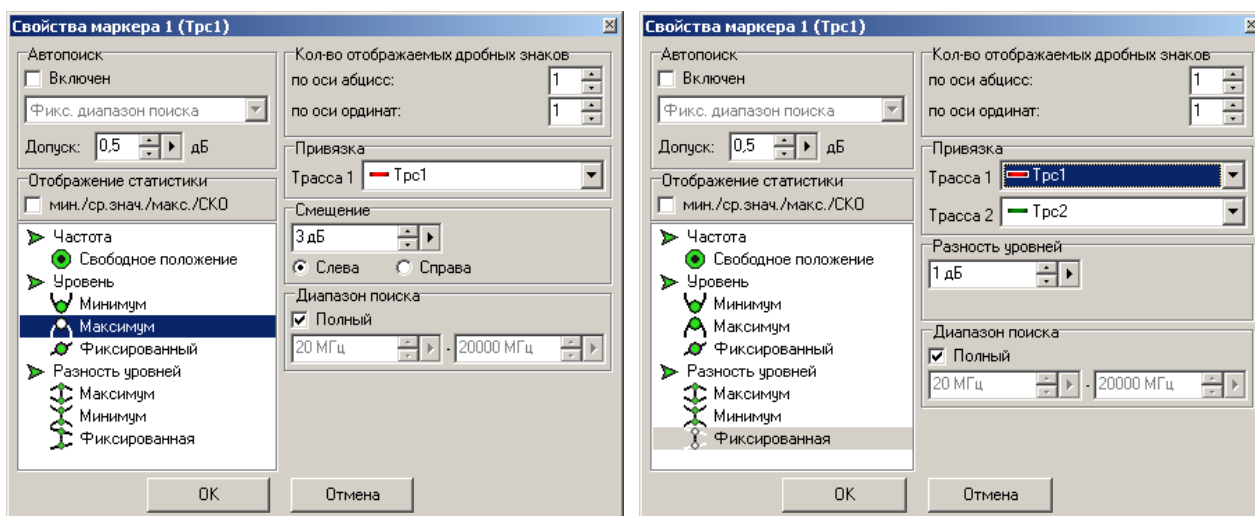 Свойства маркера 1 (Трс1)
Автопоиск
Включен
Фикс. диапазон поиска
Допуск: 0,5 дБ
Отображение статистики
мин./ср.знач./макс./СКО
Частота
Свободное положение
Уровень
Минимум
Максимум
Фиксированный
Разность уровней
Максимум
Минимум
Фиксированная
Кол-во отображаемых дробных знаков
по оси абцисс: 1
по оси ординат: 1
Привязка
Трасса 1 Трс1
Смещение
3 дБ
Слева Справа
Диапазон поиска
Полный
20 МГц - 20000 МГц
ОК Отмена
Свойства маркера 1 (Трс1)
Автопоиск
Включен
Фикс. диапазон поиска
Допуск: 0,5 дБ
Отображение статистики
мин./ср.знач./макс./СКО
Частота
Свободное положение
Уровень
Минимум
Максимум
Фиксированный
Разность уровней
Максимум
Минимум
Фиксированная
Кол-во отображаемых дробных знаков
по оси абцисс: 1
по оси ординат: 1
Привязка
Трасса 1 Трс1
Трасса 2 Трс2
Разность уровней
1 дБ
Диапазон поиска
Полный
20 МГц - 20000 МГц
ОК Отмена